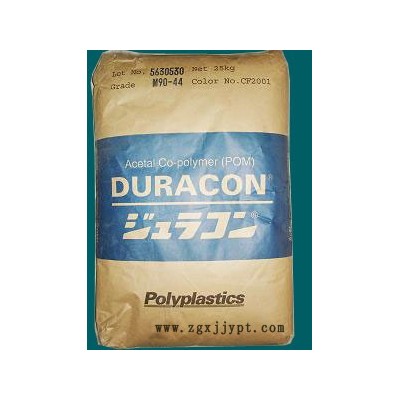 Lot No. 5630530 Net 25kg
Grade M90-44 Color No.CF2001
Acetal Co-polymer (POM)
DURACON®
ジュラコン®
Polyplastics
www.zgxjjypt.com